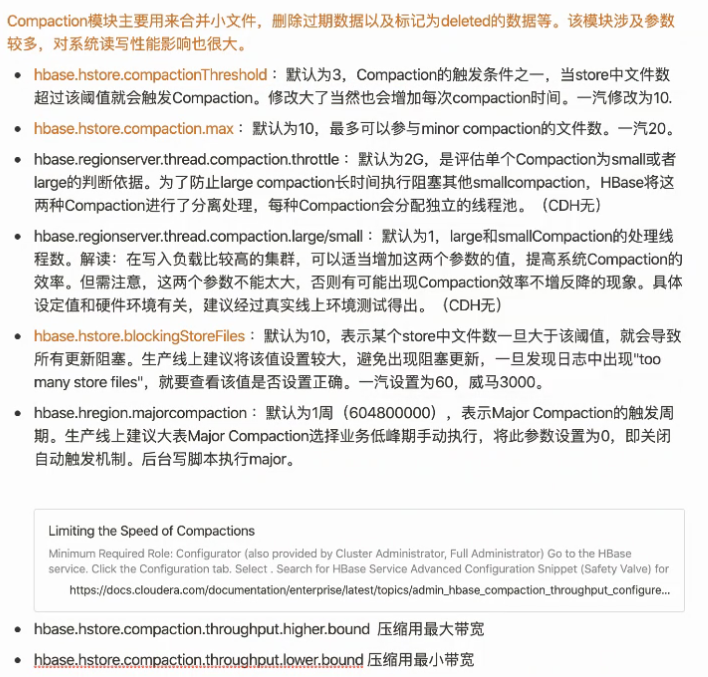 Compaction模块主要用来合并小文件，删除过期数据以及标记为deleted的数据等。该模块涉及参数
较多，对系统读写性能影响也很大。
• hbase.hstore.compactionThreshold： 默认为3，Compaction的触发条件之一，当store中文件数
超过该阈值就会触发Compaction。修改大了当然也会增加每次compaction时间。一汽修改为10.
• hbase.hstore.compaction.max： 默认为10，最多可以参与minor compaction的文件数。一汽20。
• hbase.regionserver.thread.compaction.throttle： 默认为2G，是评估单个Compaction为small或者
large的判断依据。为了防止large compaction长时间执行阻塞其他smallcompaction，HBase将这
两种Compaction进行了分离处理，每种Compaction会分配独立的线程池。（CDH无）
• hbase.regionserver.thread.compaction.large/small： 默认为1，large和smallCompaction的处理线
程数。解读：在写入负载比较高的集群，可以适当增加这两个参数的值，提高系统Compaction的
效率。但需注意，这两个参数不能太大，否则有可能出现Compaction效率不增反降的现象。具体
设定值和硬件环境有关，建议经过真实线上环境测试得出。（CDH无）
• hbase.hstore.blockingStoreFiles： 默认为10，表示某个store中文件数一旦大于该阈值，就会导致
所有更新阻塞。生产线上建议将该值设置较大，避免出现阻塞更新，一旦发现日志中出现"too
many store files"，就要查看该值是否设置正确。一汽设置为60，威马3000。
• hbase.hregion.majorcompaction： 默认为1周（604800000），表示Major Compaction的触发周
期。生产线上建议大表Major Compaction选择业务低峰期手动执行，将此参数设置为0，即关闭
自动触发机制。后台写脚本执行major。
Limiting the Speed of Compactions
Minimum Required Role: Configurator (also provided by Cluster Administrator, Full Administrator) Go to the HBase
service. Click the Configuration tab. Select . Search for HBase Service Advanced Configuration Snippet (Safety Valve) for
https://docs.cloudera.com/documentation/enterprise/latest/topics/admin_hbase_compaction_throughput_configure...
• hbase.hstore.compaction.throughput.higher.bound 压缩用最大带宽
• hbase.hstore.compaction.throughput.lower.bound 压缩用最小带宽